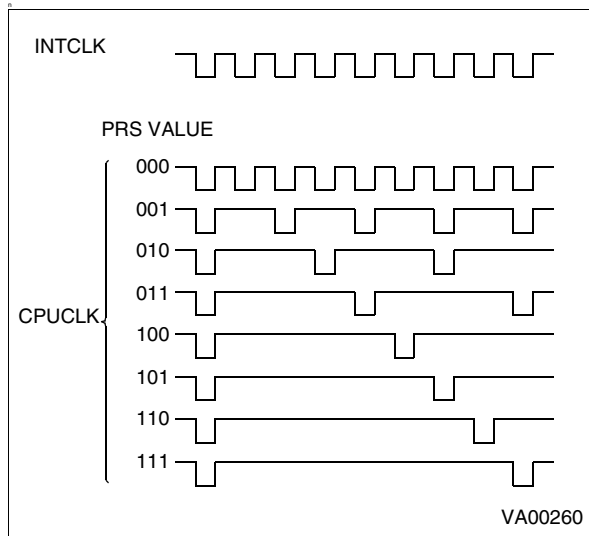 n
INTCLK
PRS VALUE
000
001
010
011
CPUCLK
100
101
110
111
VA00260